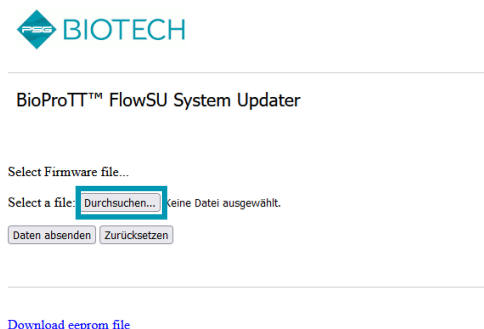 PSG BIOTECH
BioProTT™ FlowSU System Updater
Select Firmware file...
Select a file: Durchsuchen... Keine Datei ausgewählt.
Daten absenden Zurücksetzen
Download eeprom file